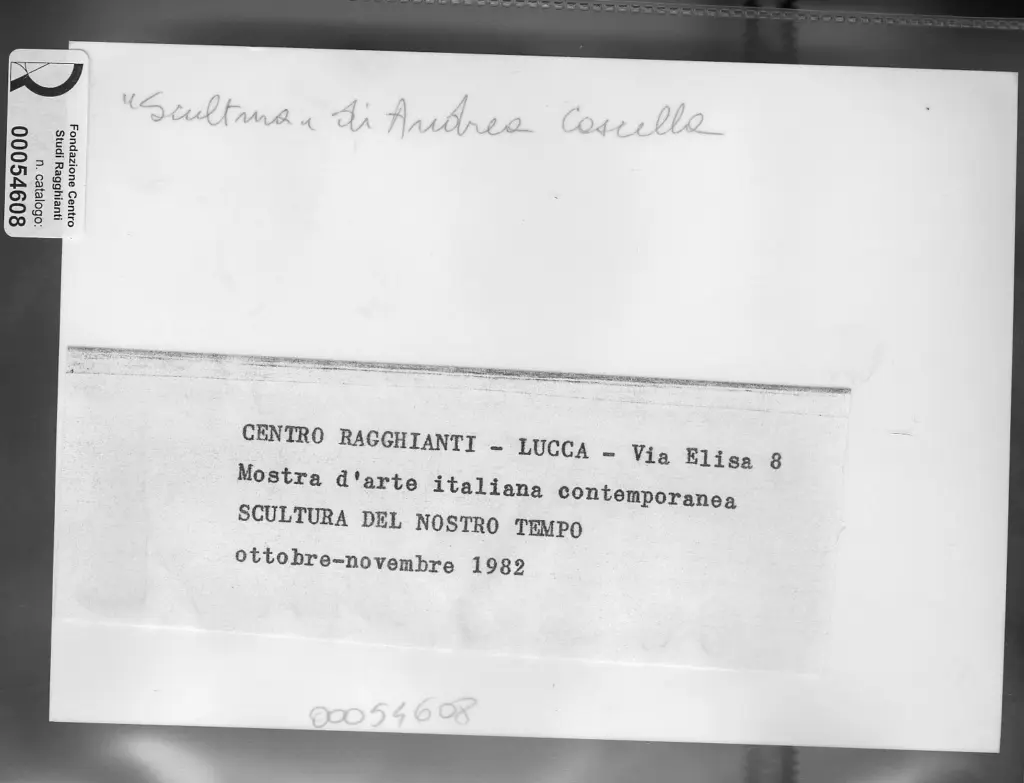 "Scultura" di Andrea Cascella
Fondazione Centro
Studi Ragghianti
n. catalogo:
00054608
CENTRO RAGGHIANTI - LUCCA - Via Elisa 8
Mostra d'arte italiana contemporanea
SCULTURA DEL NOSTRO TEMPO
ottobre-novembre 1982
00054608